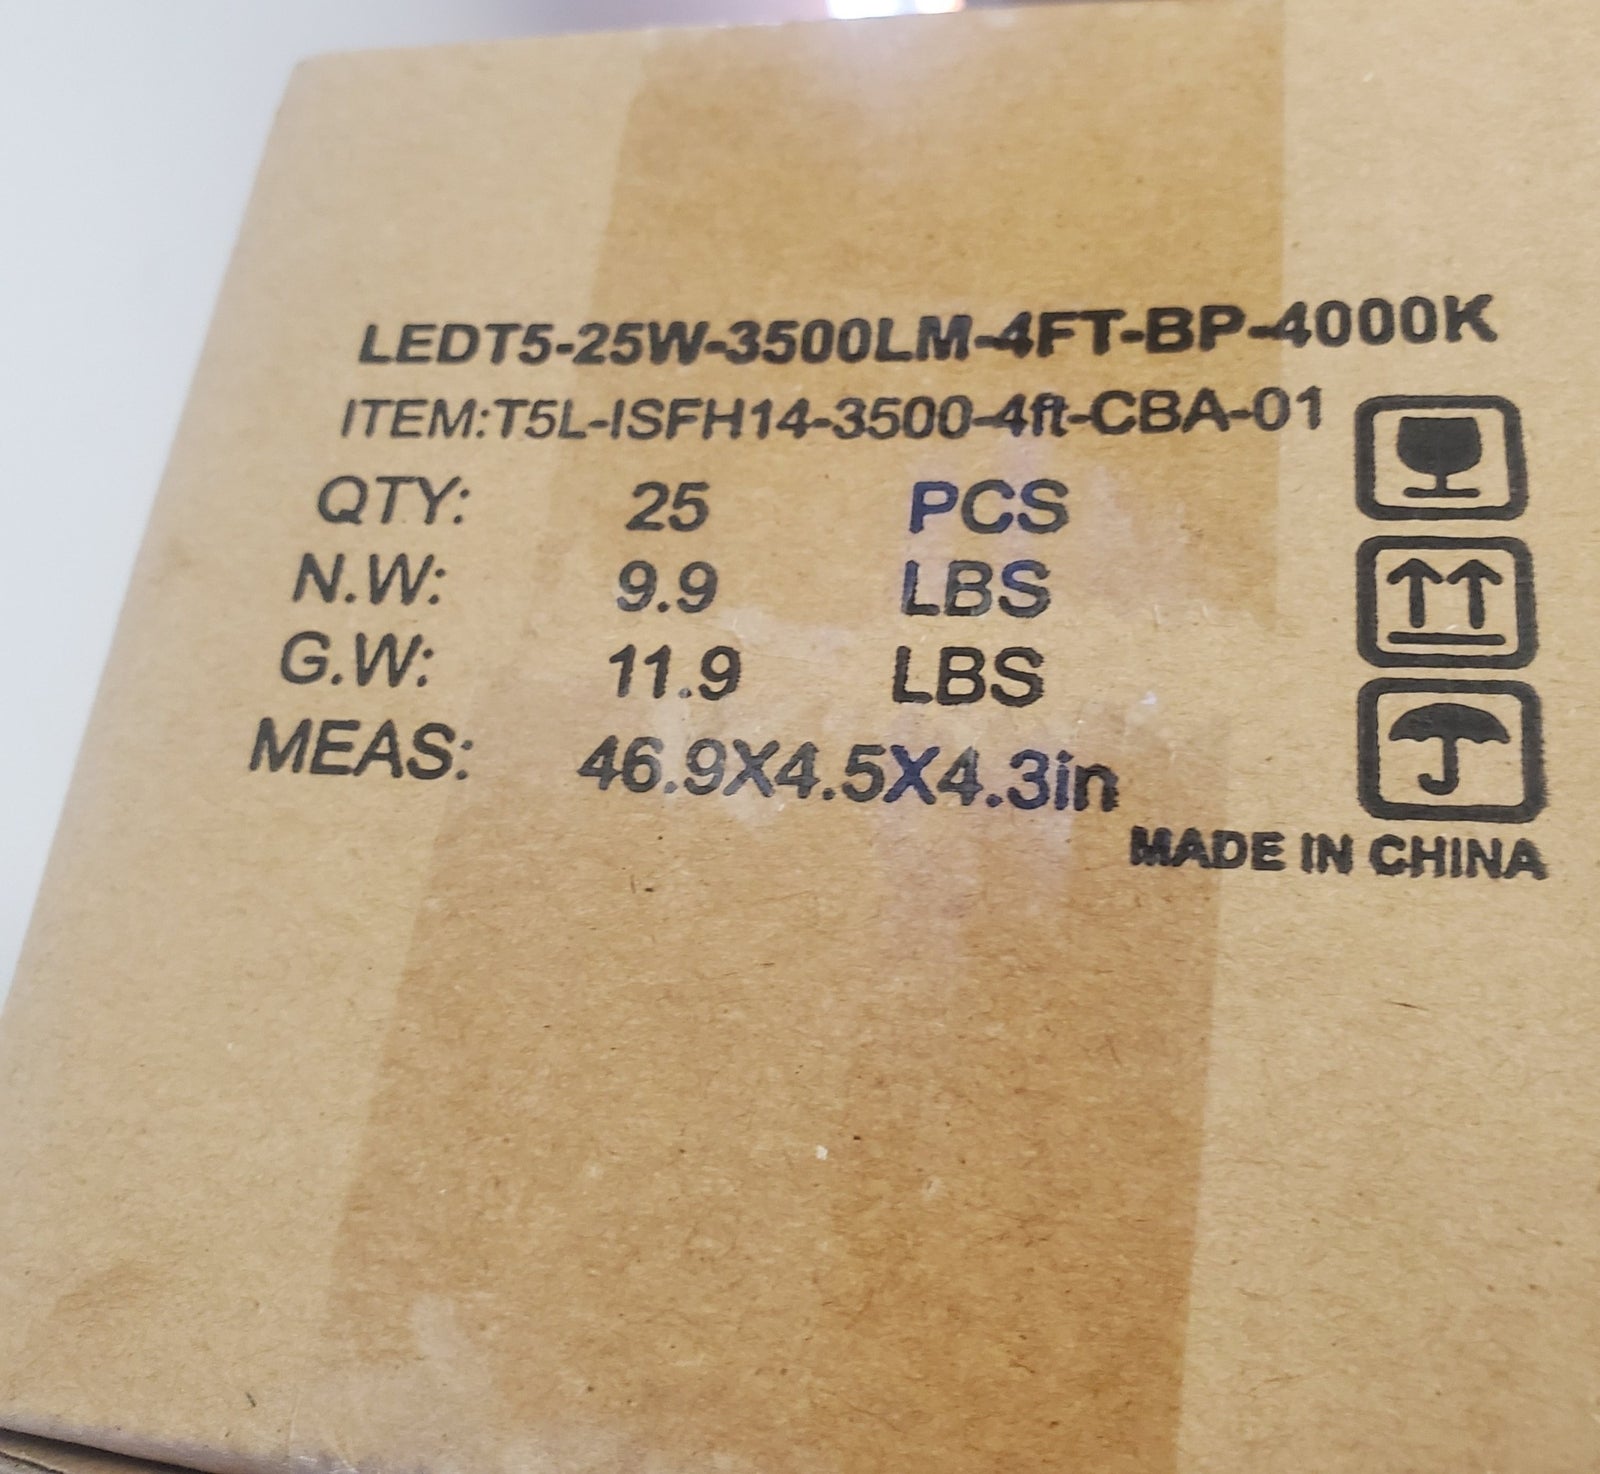 LEDT5-25W-3500LM-4FT-BP-4000K
ITEM:T5L-ISFH14-3500-4ft-CBA-01
QTY: 25 PCS
N.W: 9.9 LBS
G.W: 11.9 LBS
MEAS: 46.9X4.5X4.3in
MADE IN CHINA